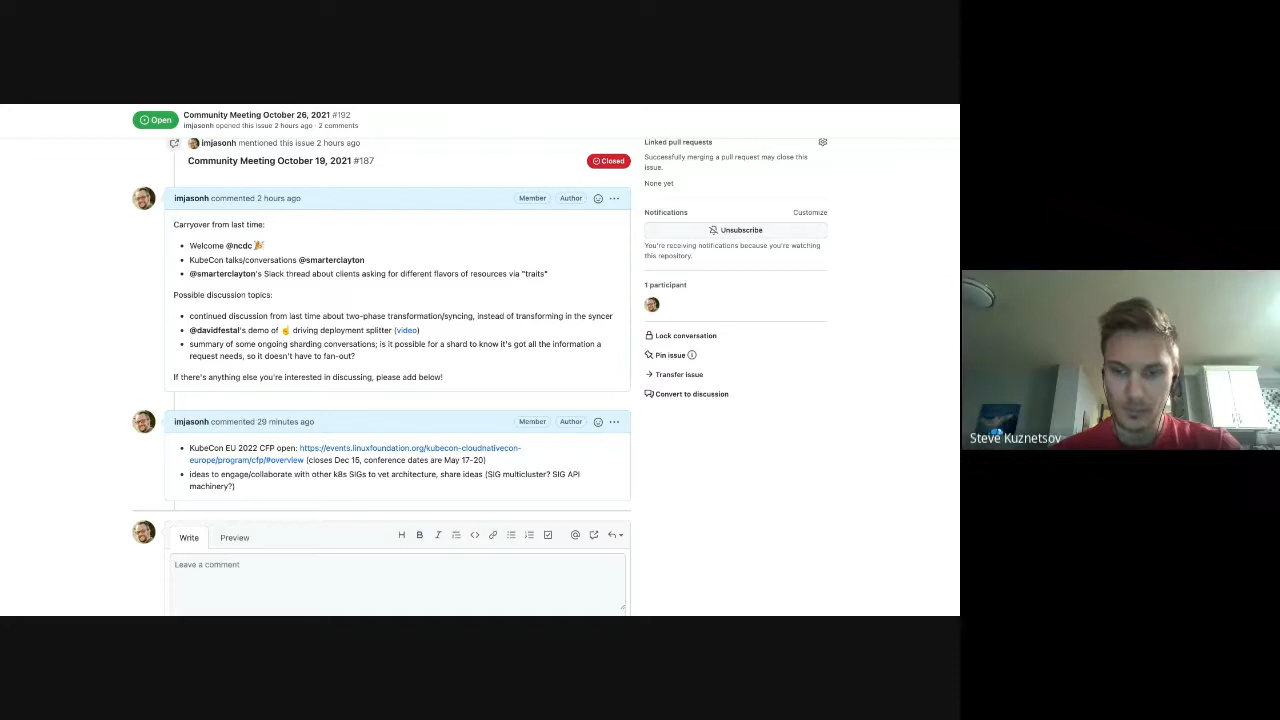 Open
Community Meeting October 26, 2021 #192
imjasonh opened this issue 2 hours ago · 2 comments
imjasonh mentioned this issue 2 hours ago
Community Meeting October 19, 2021 #187
Closed
imjasonh commented 2 hours ago
Member
Author
Carryover from last time:
• Welcome @ncdc 🎉
• KubeCon talks/conversations @smarterclayton
• @smarterclayton's Slack thread about clients asking for different flavors of resources via "traits"
Possible discussion topics:
• continued discussion from last time about two-phase transformation/syncing, instead of transforming in the syncer
• @davidfestal's demo of ☝ driving deployment splitter (video)
• summary of some ongoing sharding conversations; is it possible for a shard to know it's got all the information a
request needs, so it doesn't have to fan-out?
If there's anything else you're interested in discussing, please add below!
imjasonh commented 29 minutes ago
Member
Author
• KubeCon EU 2022 CFP open: https://events.linuxfoundation.org/kubecon-cloudnativecon-
europe/program/cfp/#overview (closes Dec 15, conference dates are May 17-20)
• ideas to engage/collaborate with other k8s SIGs to vet architecture, share ideas (SIG multicluster? SIG API
machinery?)
Write
Preview
Leave a comment
Linked pull requests
Successfully merging a pull request may close this
issue.
None yet
Notifications
Customize
Unsubscribe
You're receiving notifications because you're watching
this repository.
1 participant
Lock conversation
Pin issue
Transfer issue
Convert to discussion
Steve Kuznetsov